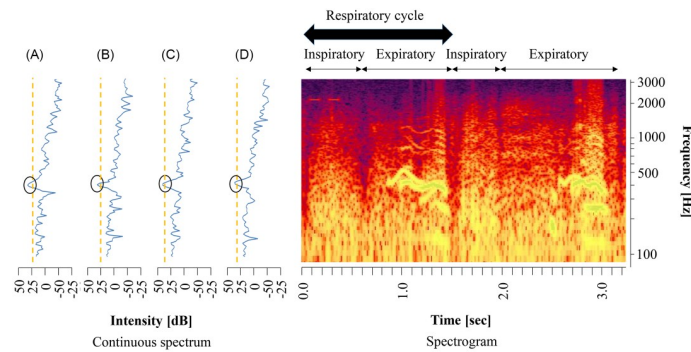 Respiratory cycle
(A) (B) (C) (D)
Inspiratory Expiratory Inspiratory Expiratory
3000
2000
1000
500
100
Frequency [Hz]
50 25 0 -25 -50 50 25 0 -25 -50 50 25 0 -25 -50 50 25 0 -25 -50
0.0 1.0 2.0 3.0
Intensity [dB] Time [sec]
Continuous spectrum Spectrogram